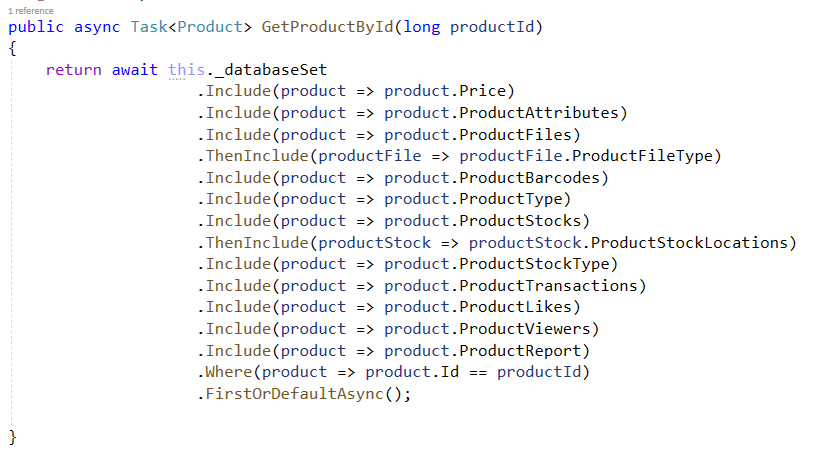 1 reference
public async Task<Product> GetProductById(long productId)
{
return await this._databaseSet
.Include(product => product.Price)
.Include(product => product.ProductAttributes)
.Include(product => product.ProductFiles)
.ThenInclude(productFile => productFile.ProductFileType)
.Include(product => product.ProductBarcodes)
.Include(product => product.ProductType)
.Include(product => product.ProductStocks)
.ThenInclude(productStock => productStock.ProductStockLocations)
.Include(product => product.ProductStockType)
.Include(product => product.ProductTransactions)
.Include(product => product.ProductLikes)
.Include(product => product.ProductViewers)
.Include(product => product.ProductReport)
.Where(product => product.Id == productId)
.FirstOrDefaultAsync();
}